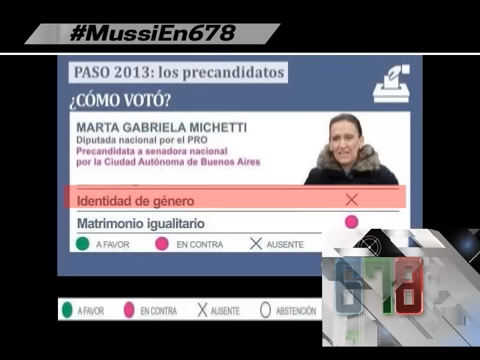 #MussiEn678
PASO 2013: los precandidatos
¿CÓMO VOTÓ?
MARTA GABRIELA MICHETTI
Diputada nacional por el PRO
Precandidata a senadora nacional
por la Ciudad Autónoma de Buenos Aires
Identidad de género
Matrimonio igualitario
A FAVOR EN CONTRA AUSENTE
678
A FAVOR EN CONTRA AUSENTE ABSTENCIÓN